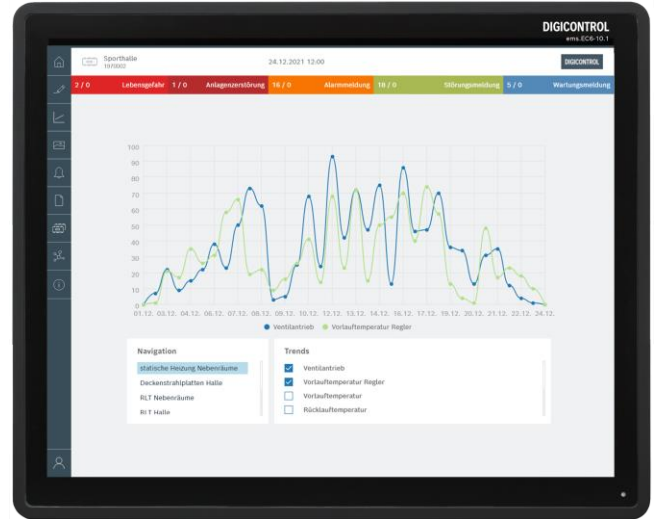 DIGICONTROL
ems.EC6-10.1
Sporthalle
1970002
24.12.2021 12:00
DIGICONTROL
2 / 0 Lebensgefahr 1 / 0 Anlagenzerstörung 16 / 0 Alarmmeldung 18 / 0 Störungsmeldung 5 / 0 Wartungsmeldung
100
90
80
70
60
50
40
30
20
10
0
01.12. 03.12. 04.12. 06.12. 07.12. 08.12. 09.12. 10.12. 12.12. 13.12. 14.12. 16.12. 17.12. 19.12. 20.12. 21.12. 22.12. 24.12.
Ventilantrieb Vorlauftemperatur Regler
Navigation
statische Heizung Nebenräume
Deckenstrahlplatten Halle
RLT Nebenräume
RLT Halle
Trends
Ventilantrieb
Vorlauftemperatur Regler
Vorlauftemperatur
Rücklauftemperatur